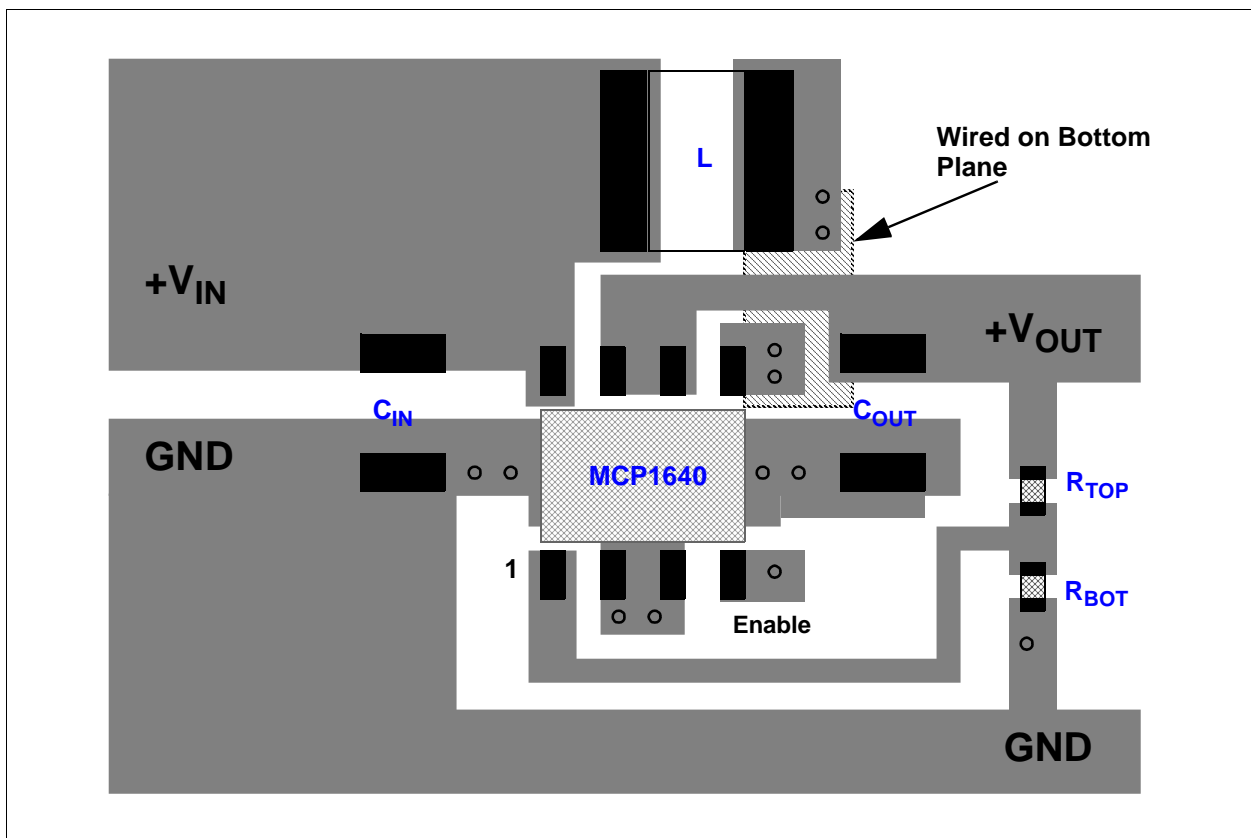 L
Wired on Bottom
Plane
+VIN
+VOUT
CIN
COUT
GND
MCP1640
RTOP
1
RBOT
Enable
GND